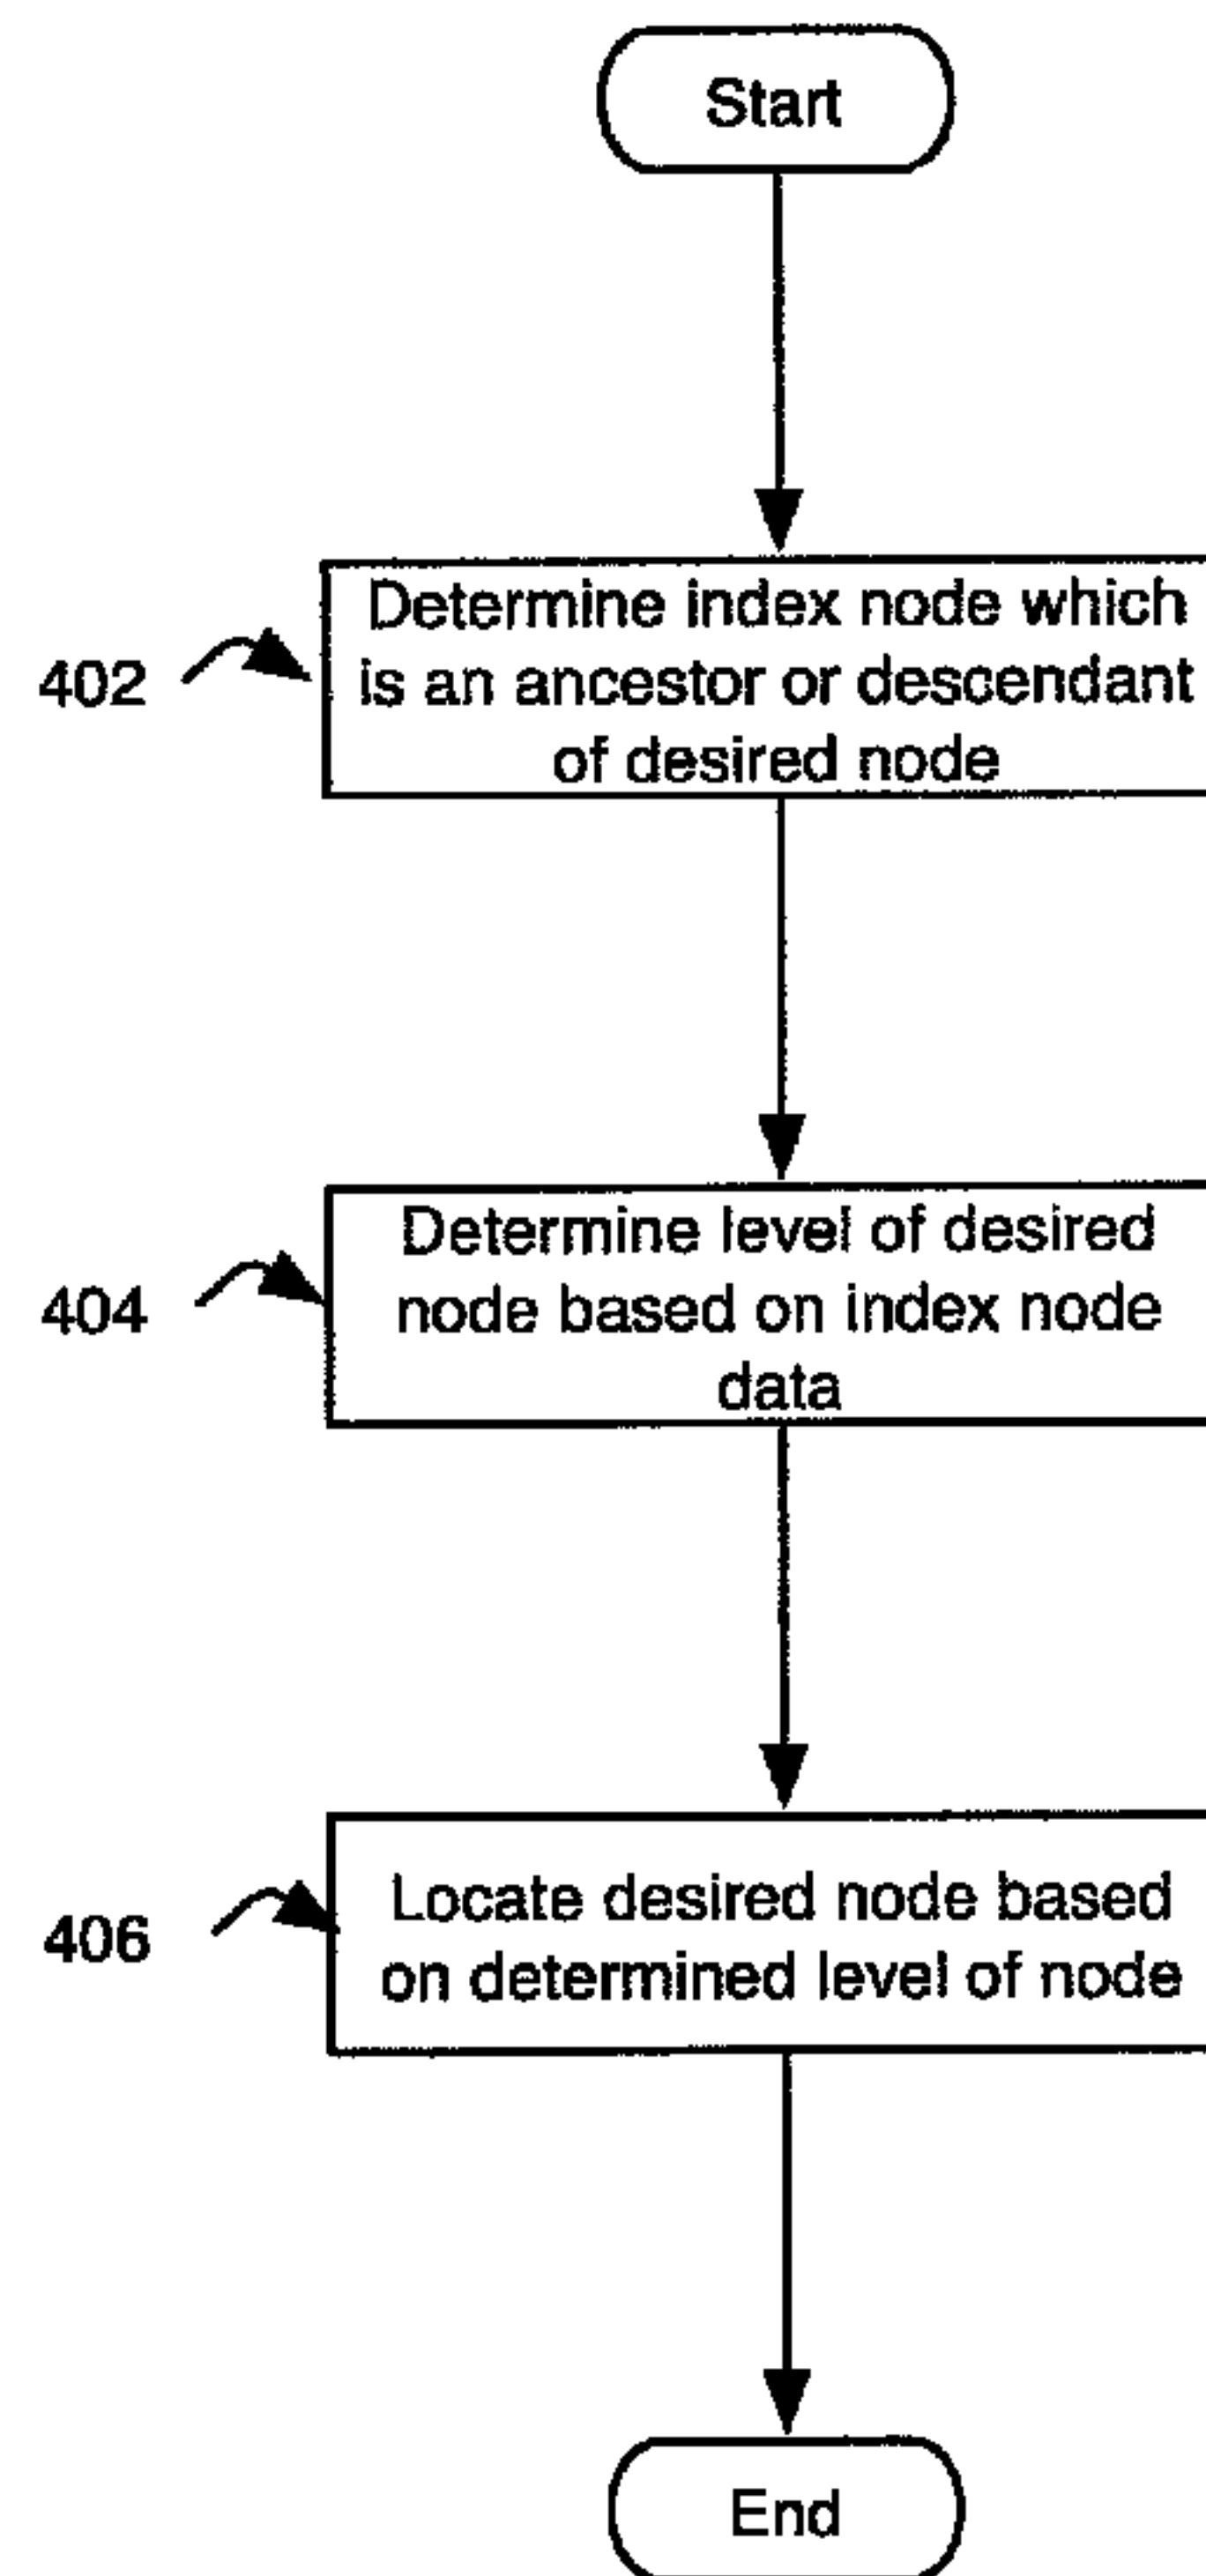 Start
Determine index node which
is an ancestor or descendant
of desired node
402
Determine level of desired
node based on index node
data
404
Locate desired node based
on determined level of node
406
End